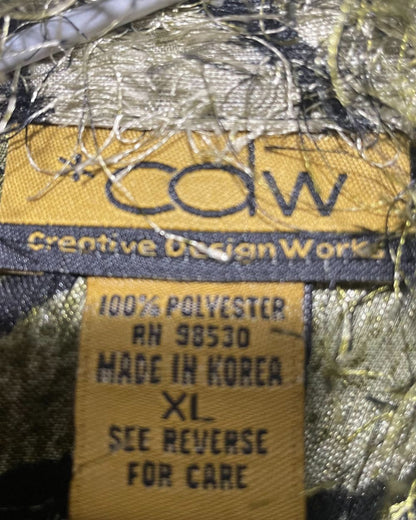 *cdw
Creative Design Works
100% POLYESTER
RN 98530
MADE IN KOREA
XL
SEE REVERSE
FOR CARE